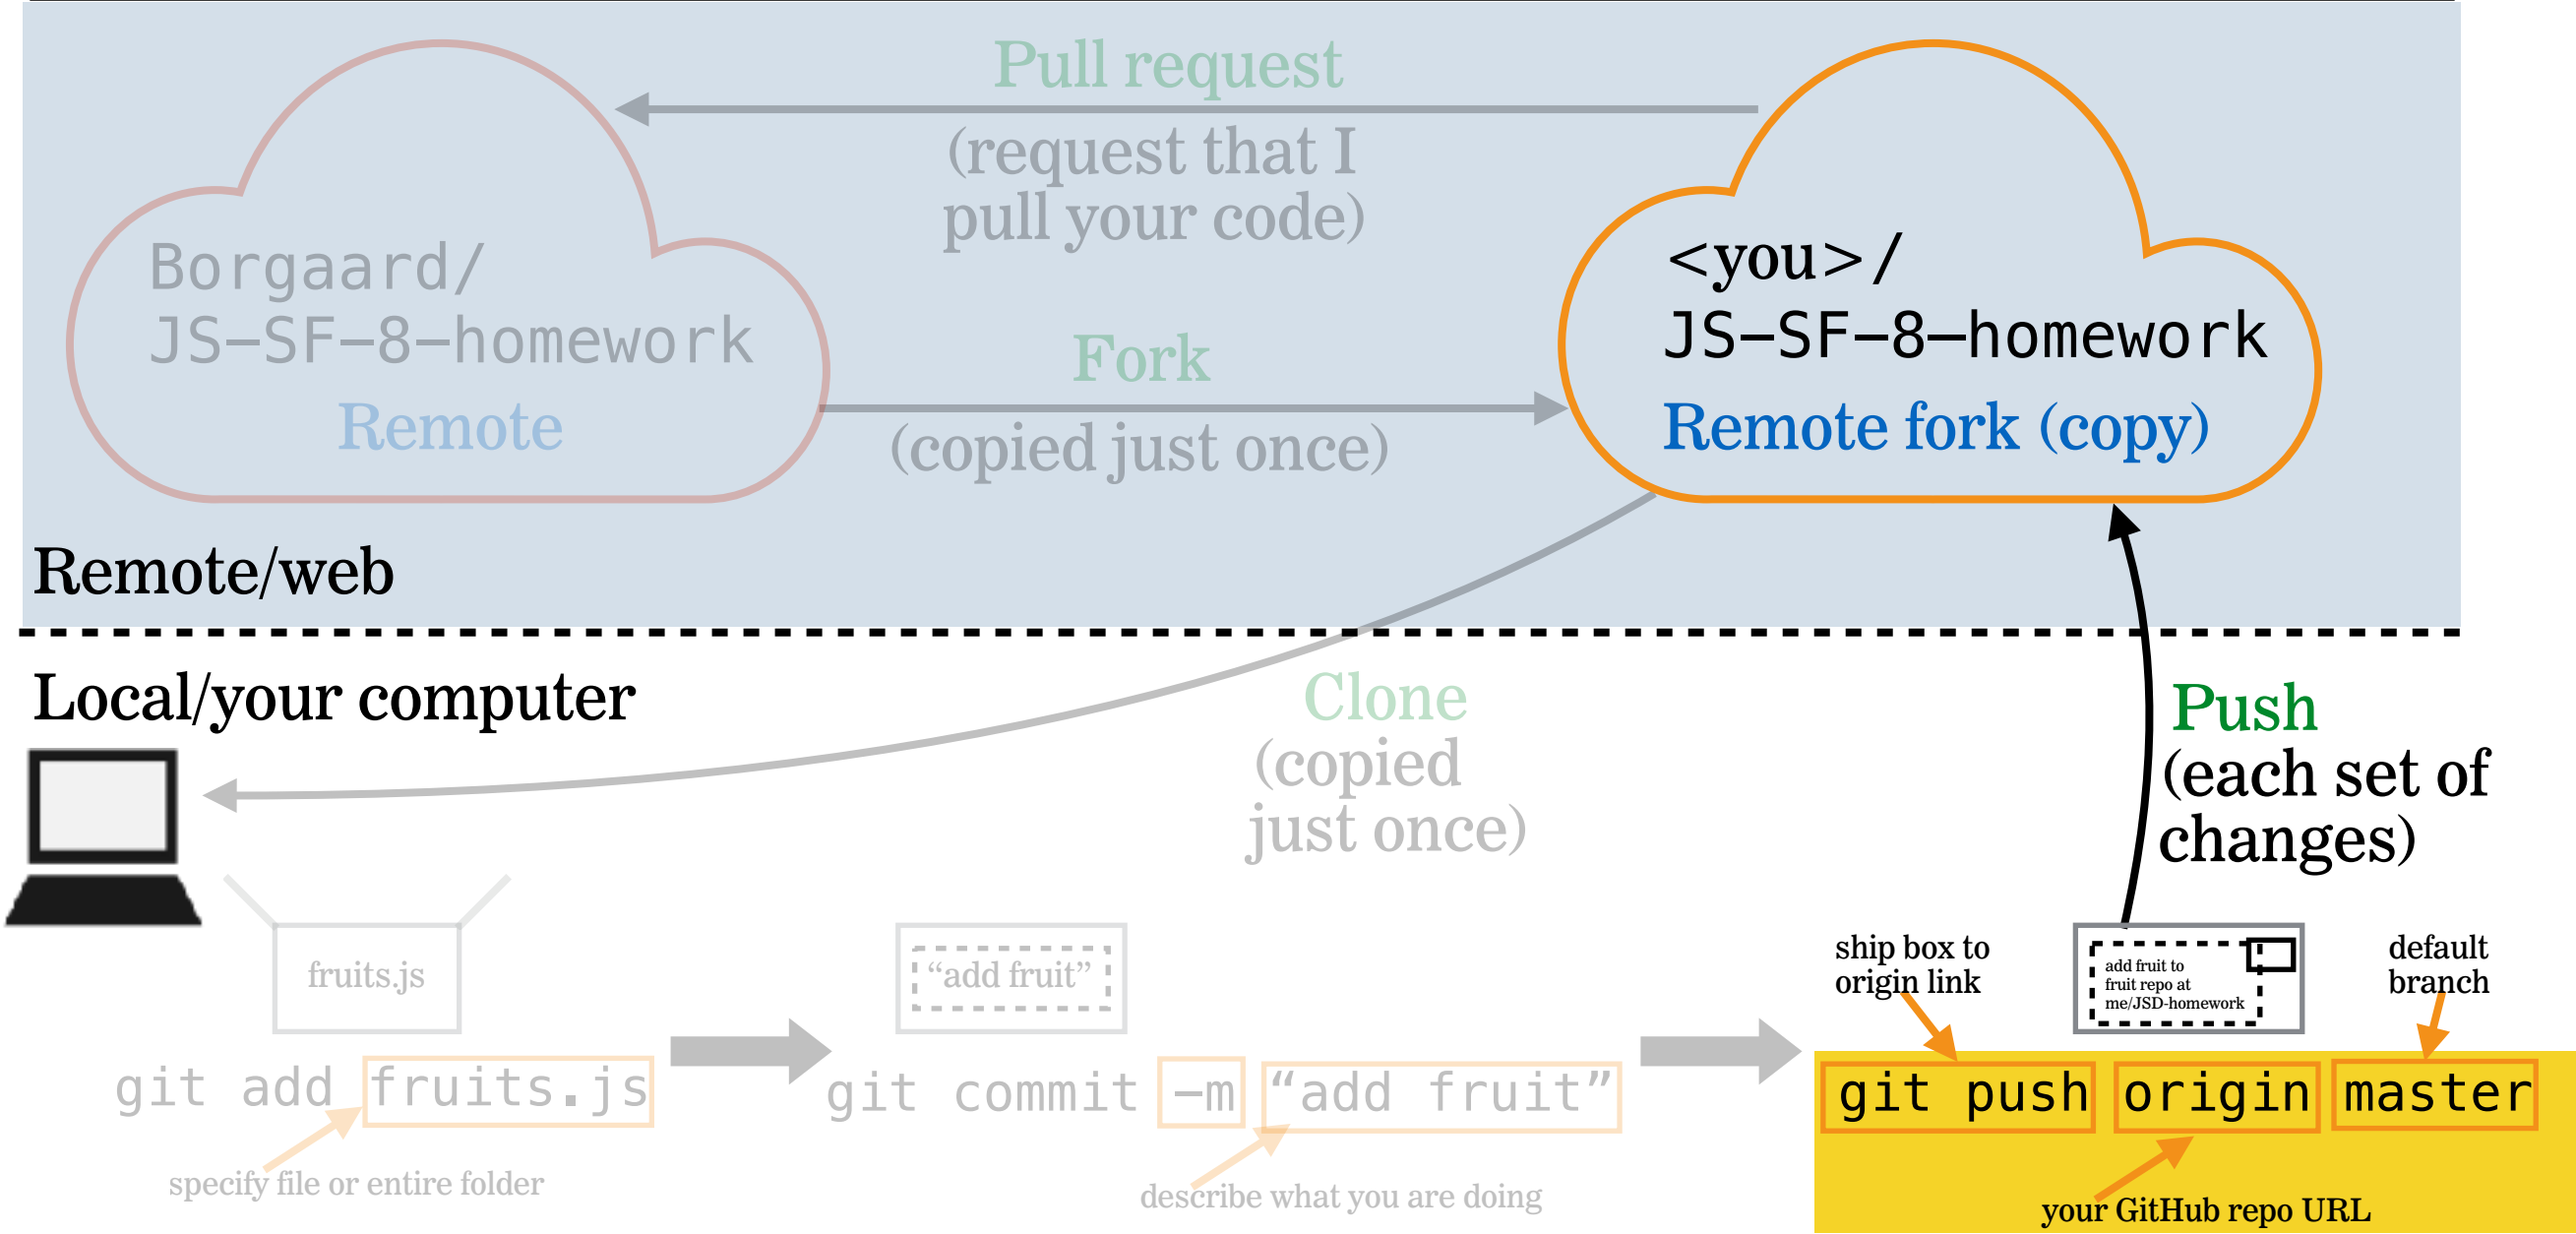 Pull request
(request that I
pull your code)
Borgaard/
JS-SF-8-homework
Remote
Fork
(copied just once)
<you>/
JS-SF-8-homework
Remote fork (copy)
Remote/web
Local/your computer
Clone
(copied
just once)
Push
(each set of
changes)
fruits.js
git add fruits.js
specify file or entire folder
“add fruit”
git commit -m “add fruit”
describe what you are doing
ship box to
origin link
add fruit to
fruit repo at
me/JSD-homework
default
branch
git push origin master
your GitHub repo URL